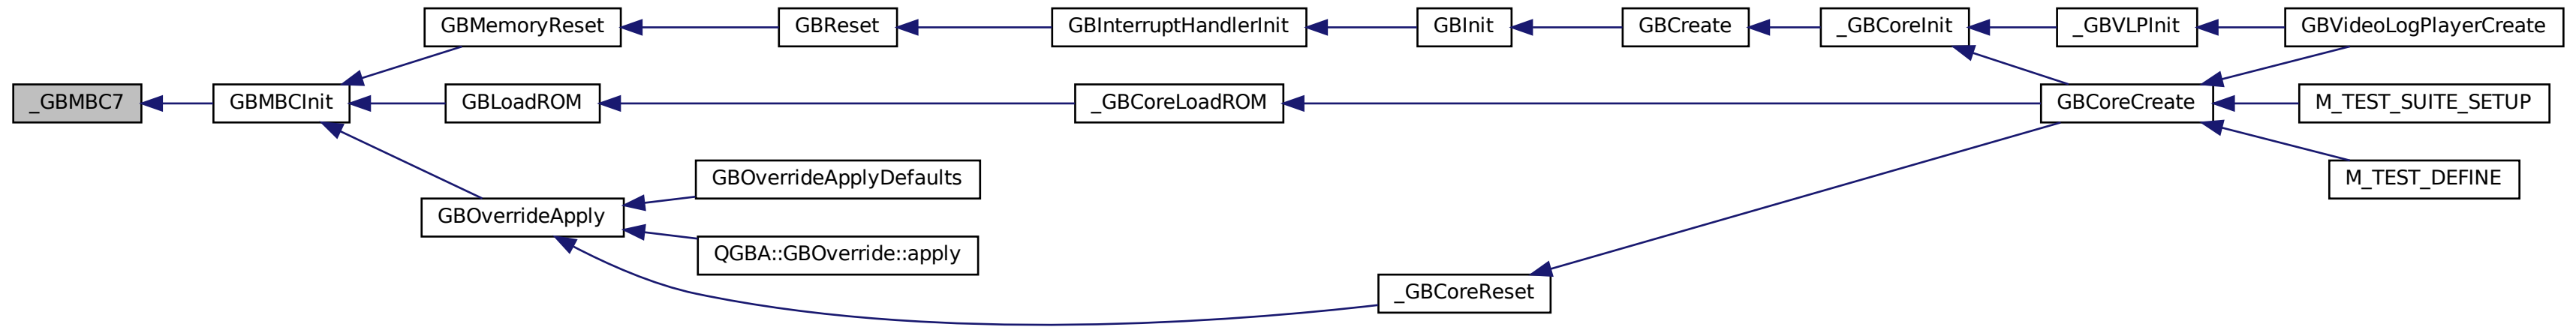 GBMemoryReset
GBReset
GBInterruptHandlerInit
GBInit
GBCreate
_GBCoreInit
_GBVLPInit
GBVideoLogPlayerCreate
_GBMBC7
GBMBCInit
GBLoadROM
_GBCoreLoadROM
GBCoreCreate
M_TEST_SUITE_SETUP
GBOverrideApplyDefaults
M_TEST_DEFINE
GBOverrideApply
QGBA::GBOverride::apply
_GBCoreReset